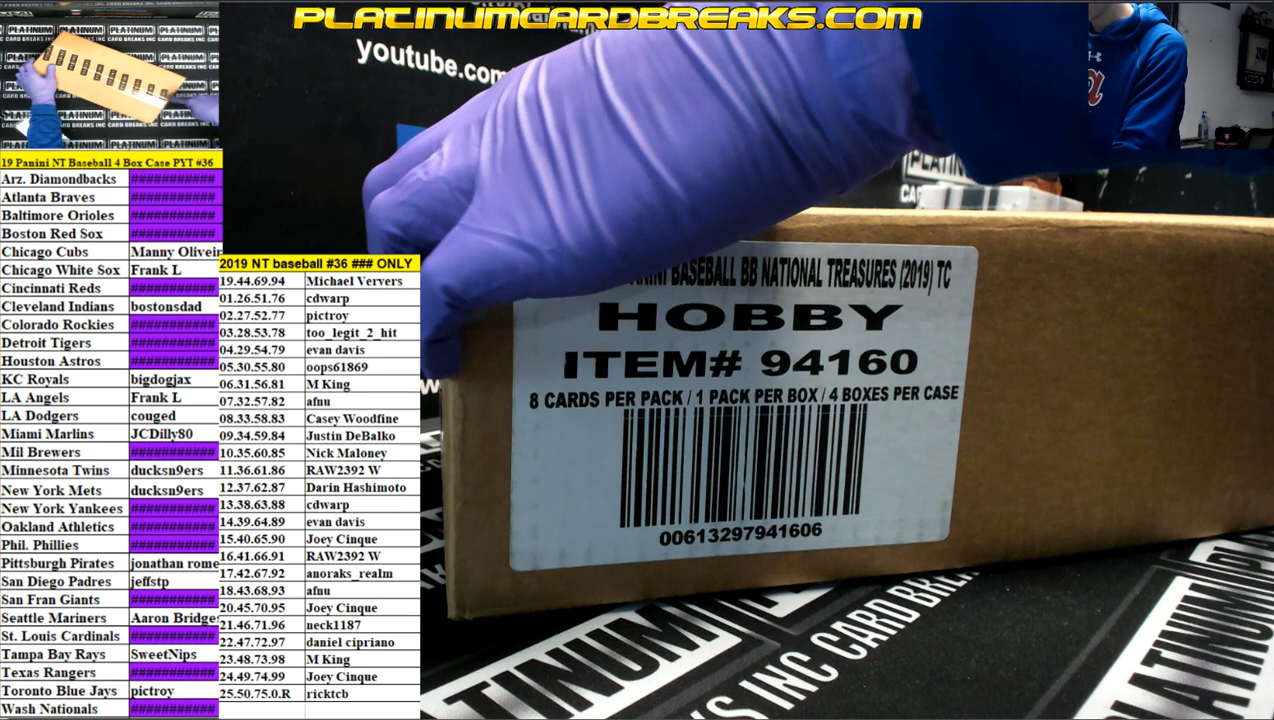 PLATINUMCARDBREAKS.COM
youtube.com
19 Panini NT Baseball 4 Box Case PYT #36
Arz. Diamondbacks ###########
Atlanta Braves ###########
Baltimore Orioles ###########
Boston Red Sox ###########
Chicago Cubs Manny Oliveir
Chicago White Sox Frank L
Cincinnati Reds ###########
Cleveland Indians bostonsdad
Colorado Rockies ###########
Detroit Tigers ###########
Houston Astros ###########
KC Royals bigdogjax
LA Angels Frank L
LA Dodgers couged
Miami Marlins JCDilly80
Mil Brewers ###########
Minnesota Twins ducksn9ers
New York Mets ducksn9ers
New York Yankees ###########
Oakland Athletics ###########
Phil. Phillies ###########
Pittsburgh Pirates jonathan rome
San Diego Padres jeffstp
San Fran Giants ###########
Seattle Mariners Aaron Bridges
St. Louis Cardinals ###########
Tampa Bay Rays SweetNips
Texas Rangers ###########
Toronto Blue Jays pictroy
Wash Nationals ###########
2019 NT baseball #36 ### ONLY
19.44.69.94 Michael Ververs
01.26.51.76 cdwarp
02.27.52.77 pictroy
03.28.53.78 too_legit_2_hit
04.29.54.79 evan davis
05.30.55.80 oops61869
06.31.56.81 M King
07.32.57.82 afnu
08.33.58.83 Casey Woodfine
09.34.59.84 Justin DeBalko
10.35.60.85 Nick Maloney
11.36.61.86 RAW2392 W
12.37.62.87 Darin Hashimoto
13.38.63.88 cdwarp
14.39.64.89 evan davis
15.40.65.90 Joey Cinque
16.41.66.91 RAW2392 W
17.42.67.92 anoraks_realm
18.43.68.93 afnu
20.45.70.95 Joey Cinque
21.46.71.96 neck1187
22.47.72.97 daniel cipriano
23.48.73.98 M King
24.49.74.99 Joey Cinque
25.50.75.0.R ricktcb
BASEBALL BB NATIONAL TREASURES (2019) TC
HOBBY
ITEM# 94160
8 CARDS PER PACK / 1 PACK PER BOX / 4 BOXES PER CASE
00613297941606